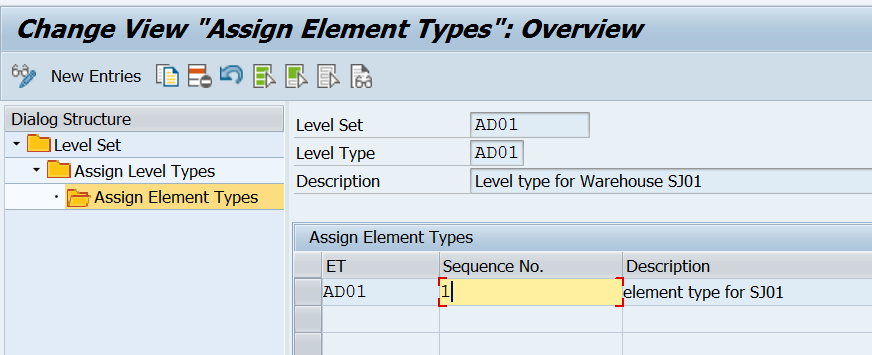 Change View "Assign Element Types": Overview
New Entries
Dialog Structure
Level Set
Assign Level Types
Assign Element Types
Level Set AD01
Level Type AD01
Description Level type for Warehouse SJ01
Assign Element Types
ET Sequence No. Description
AD01 1 element type for SJ01